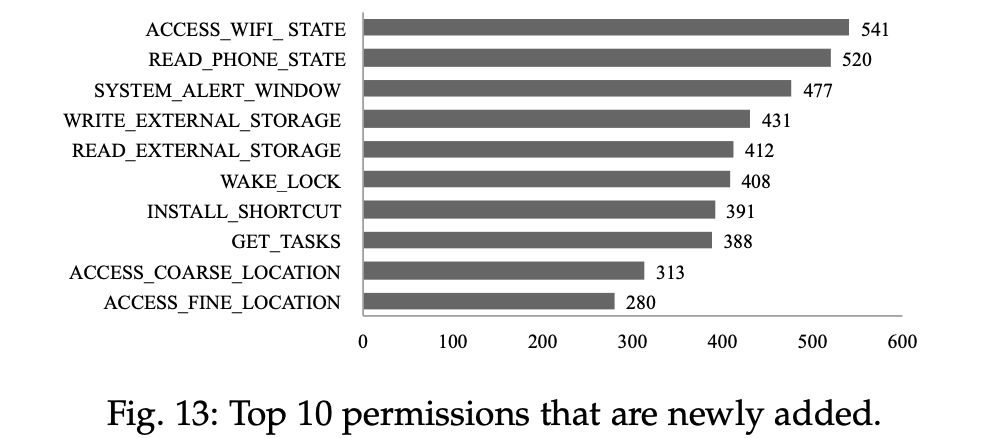 ACCESS_WIFI_ STATE 541
READ_PHONE_STATE 520
SYSTEM_ALERT_WINDOW 477
WRITE_EXTERNAL_STORAGE 431
READ_EXTERNAL_STORAGE 412
WAKE_LOCK 408
INSTALL_SHORTCUT 391
GET_TASKS 388
ACCESS_COARSE_LOCATION 313
ACCESS_FINE_LOCATION 280
0 100 200 300 400 500 600
Fig. 13: Top 10 permissions that are newly added.